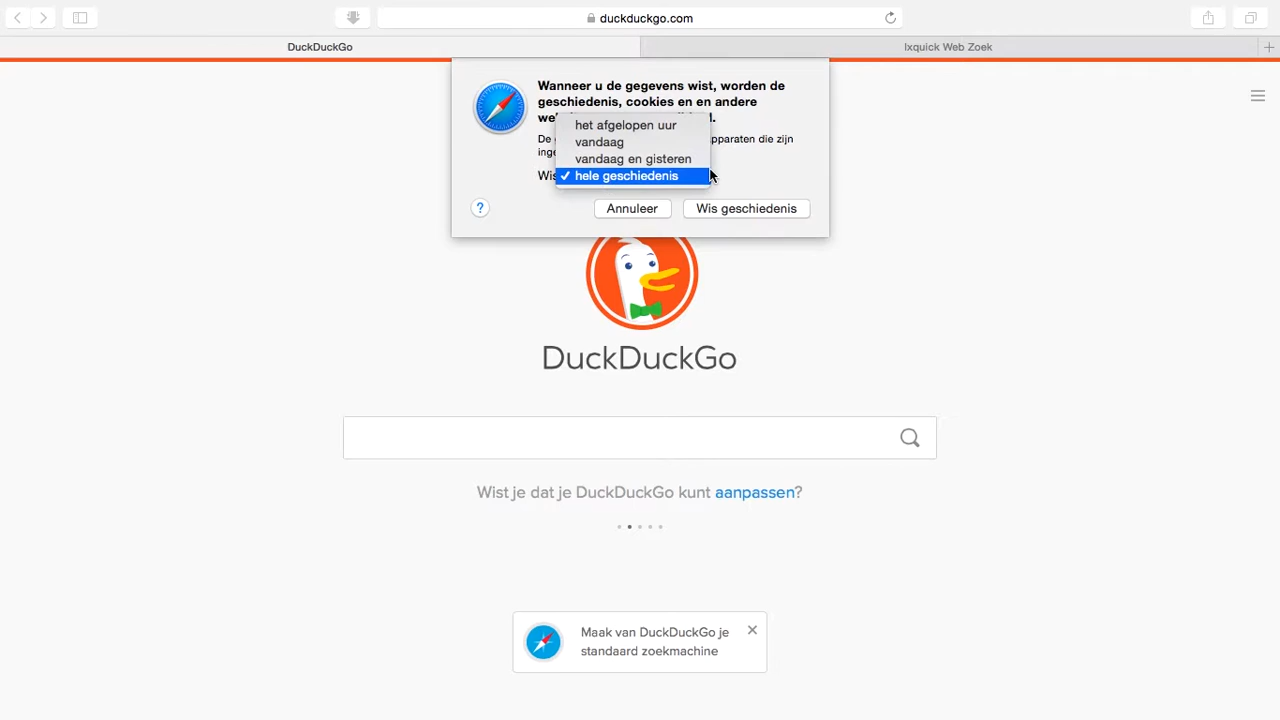 duckduckgo.com
DuckDuckGo
Ixquick Web Zoek
Wanneer u de gegevens wist, worden de
geschiedenis, cookies en en andere
het afgelopen uur
vandaag
apparaten die zijn
vandaag en gisteren
Wis
✓ hele geschiedenis
?
Annuleer
Wis geschiedenis
DuckDuckGo
Wist je dat je DuckDuckGo kunt aanpassen?
Maak van DuckDuckGo je
standaard zoekmachine